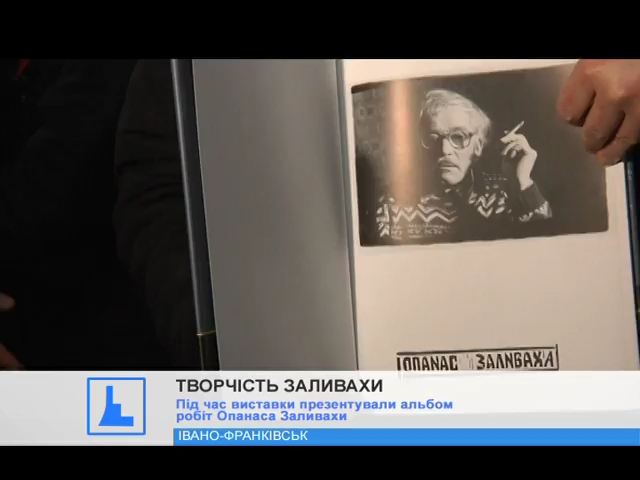 ОПАНАС ЗАЛИВАХА
ТВОРЧІСТЬ ЗАЛИВАХИ
Під час виставки презентували альбом
робіт Опанаса Заливахи
ІВАНО-ФРАНКІВСЬК